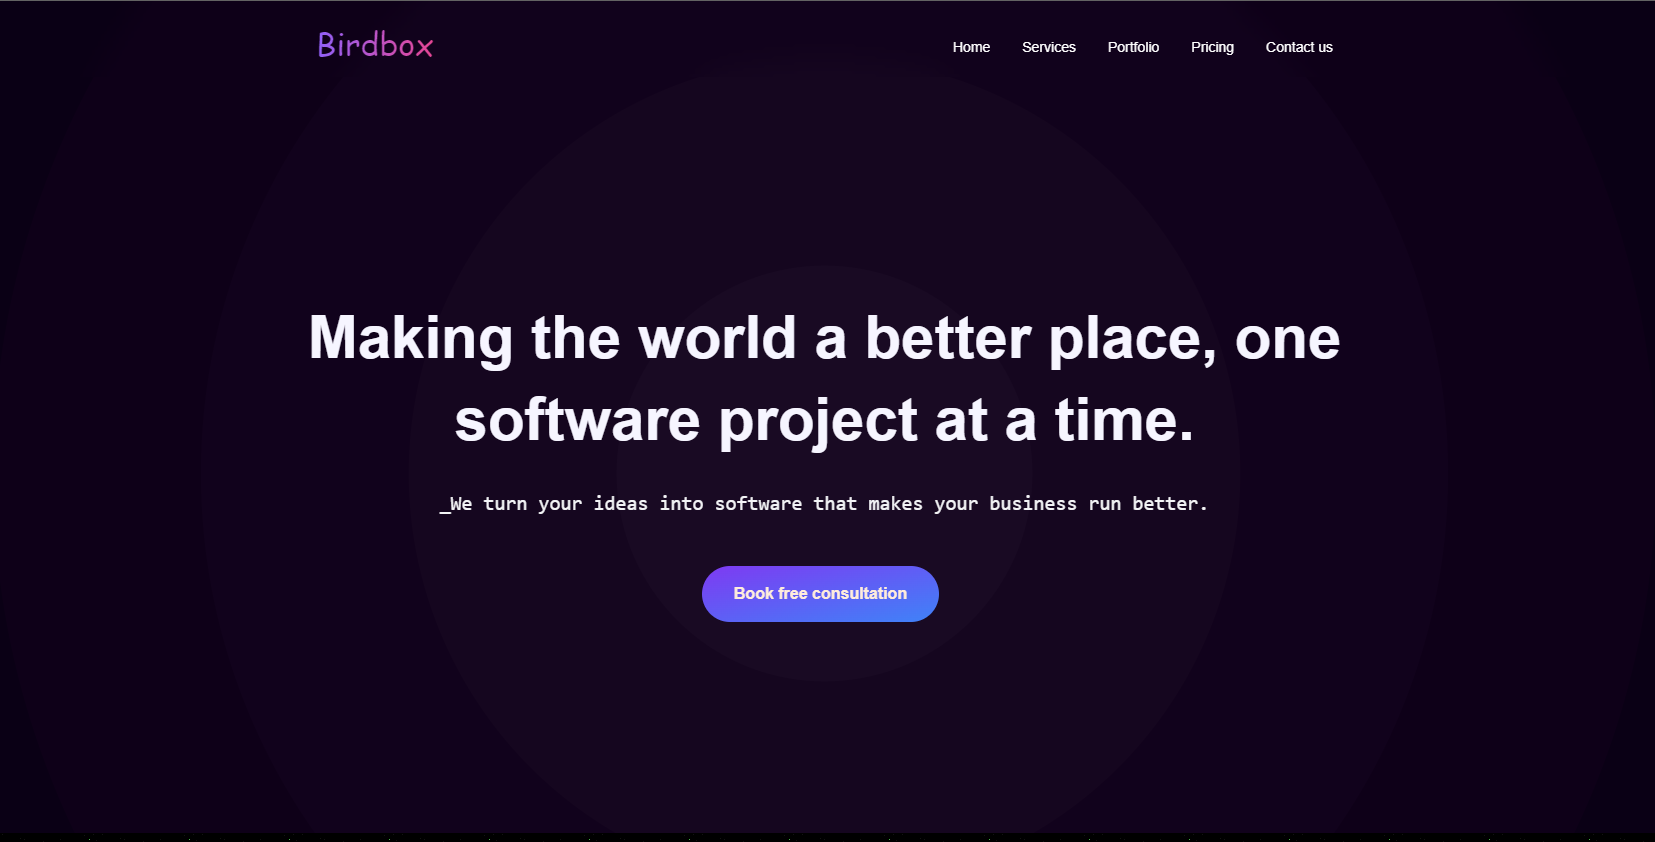 Birdbox
Home Services Portfolio Pricing Contact us
Making the world a better place, one
software project at a time.
_We turn your ideas into software that makes your business run better.
Book free consultation